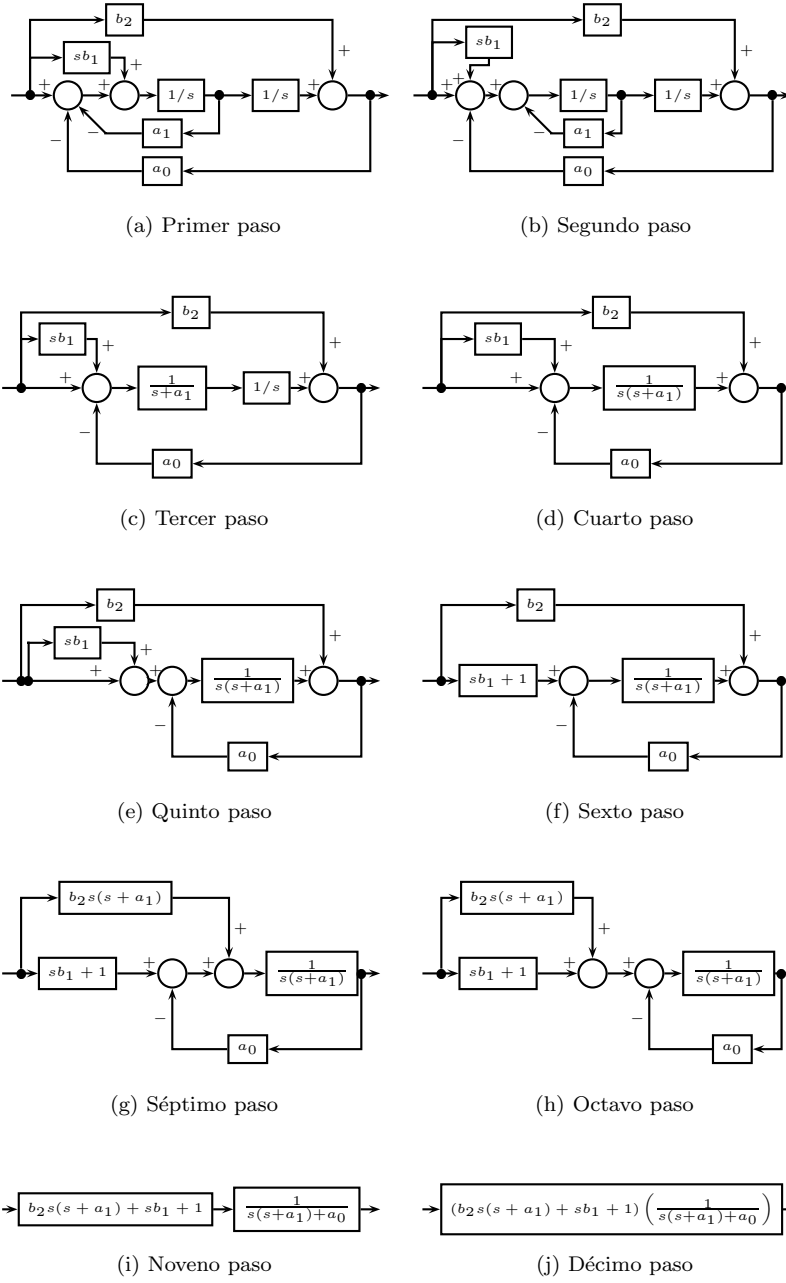 b₂ b₂
sb₁ + + sb₁ + +
+ + 1/s 1/s + + + 1/s 1/s +
− a₁ − a₁
− a₀ − a₀
(a) Primer paso (b) Segundo paso
b₂ b₂
sb₁ + + sb₁ + +
+ 1/(s+a₁) 1/s + + 1/(s(s+a₁)) +
− a₀ − a₀
(c) Tercer paso (d) Cuarto paso
b₂ b₂
sb₁ + + +
+ + 1/(s(s+a₁)) + sb₁ + 1 + 1/(s(s+a₁)) +
− a₀ − a₀
(e) Quinto paso (f) Sexto paso
b₂s(s + a₁) b₂s(s + a₁)
+ +
sb₁ + 1 + + 1/(s(s+a₁)) sb₁ + 1 + + 1/(s(s+a₁))
− a₀ − a₀
(g) Séptimo paso (h) Octavo paso
b₂s(s + a₁) + sb₁ + 1 1/(s(s+a₁)+a₀) (b₂s(s + a₁) + sb₁ + 1) (1/(s(s+a₁)+a₀))
(i) Noveno paso (j) Décimo paso